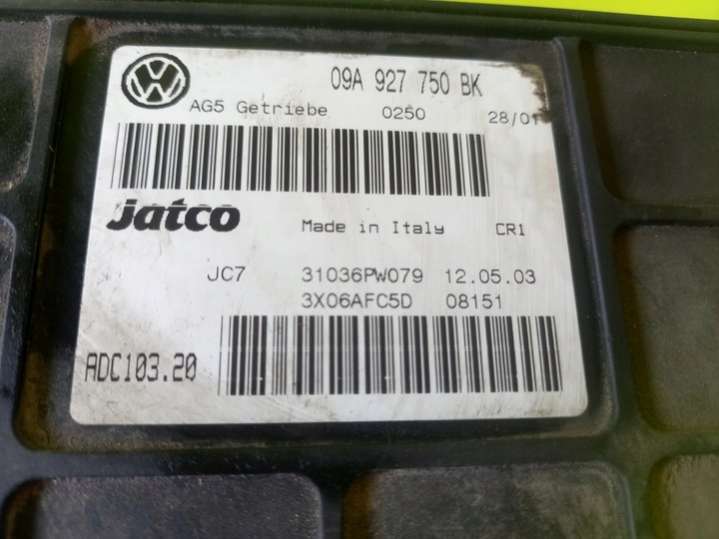 09A 927 750 BK
AG5 Getriebe 0250 28/01
Jatco Made in Italy CR1
JC7 31036PW079 12.05.03
3X06AFC5D 08151
ADC103.20